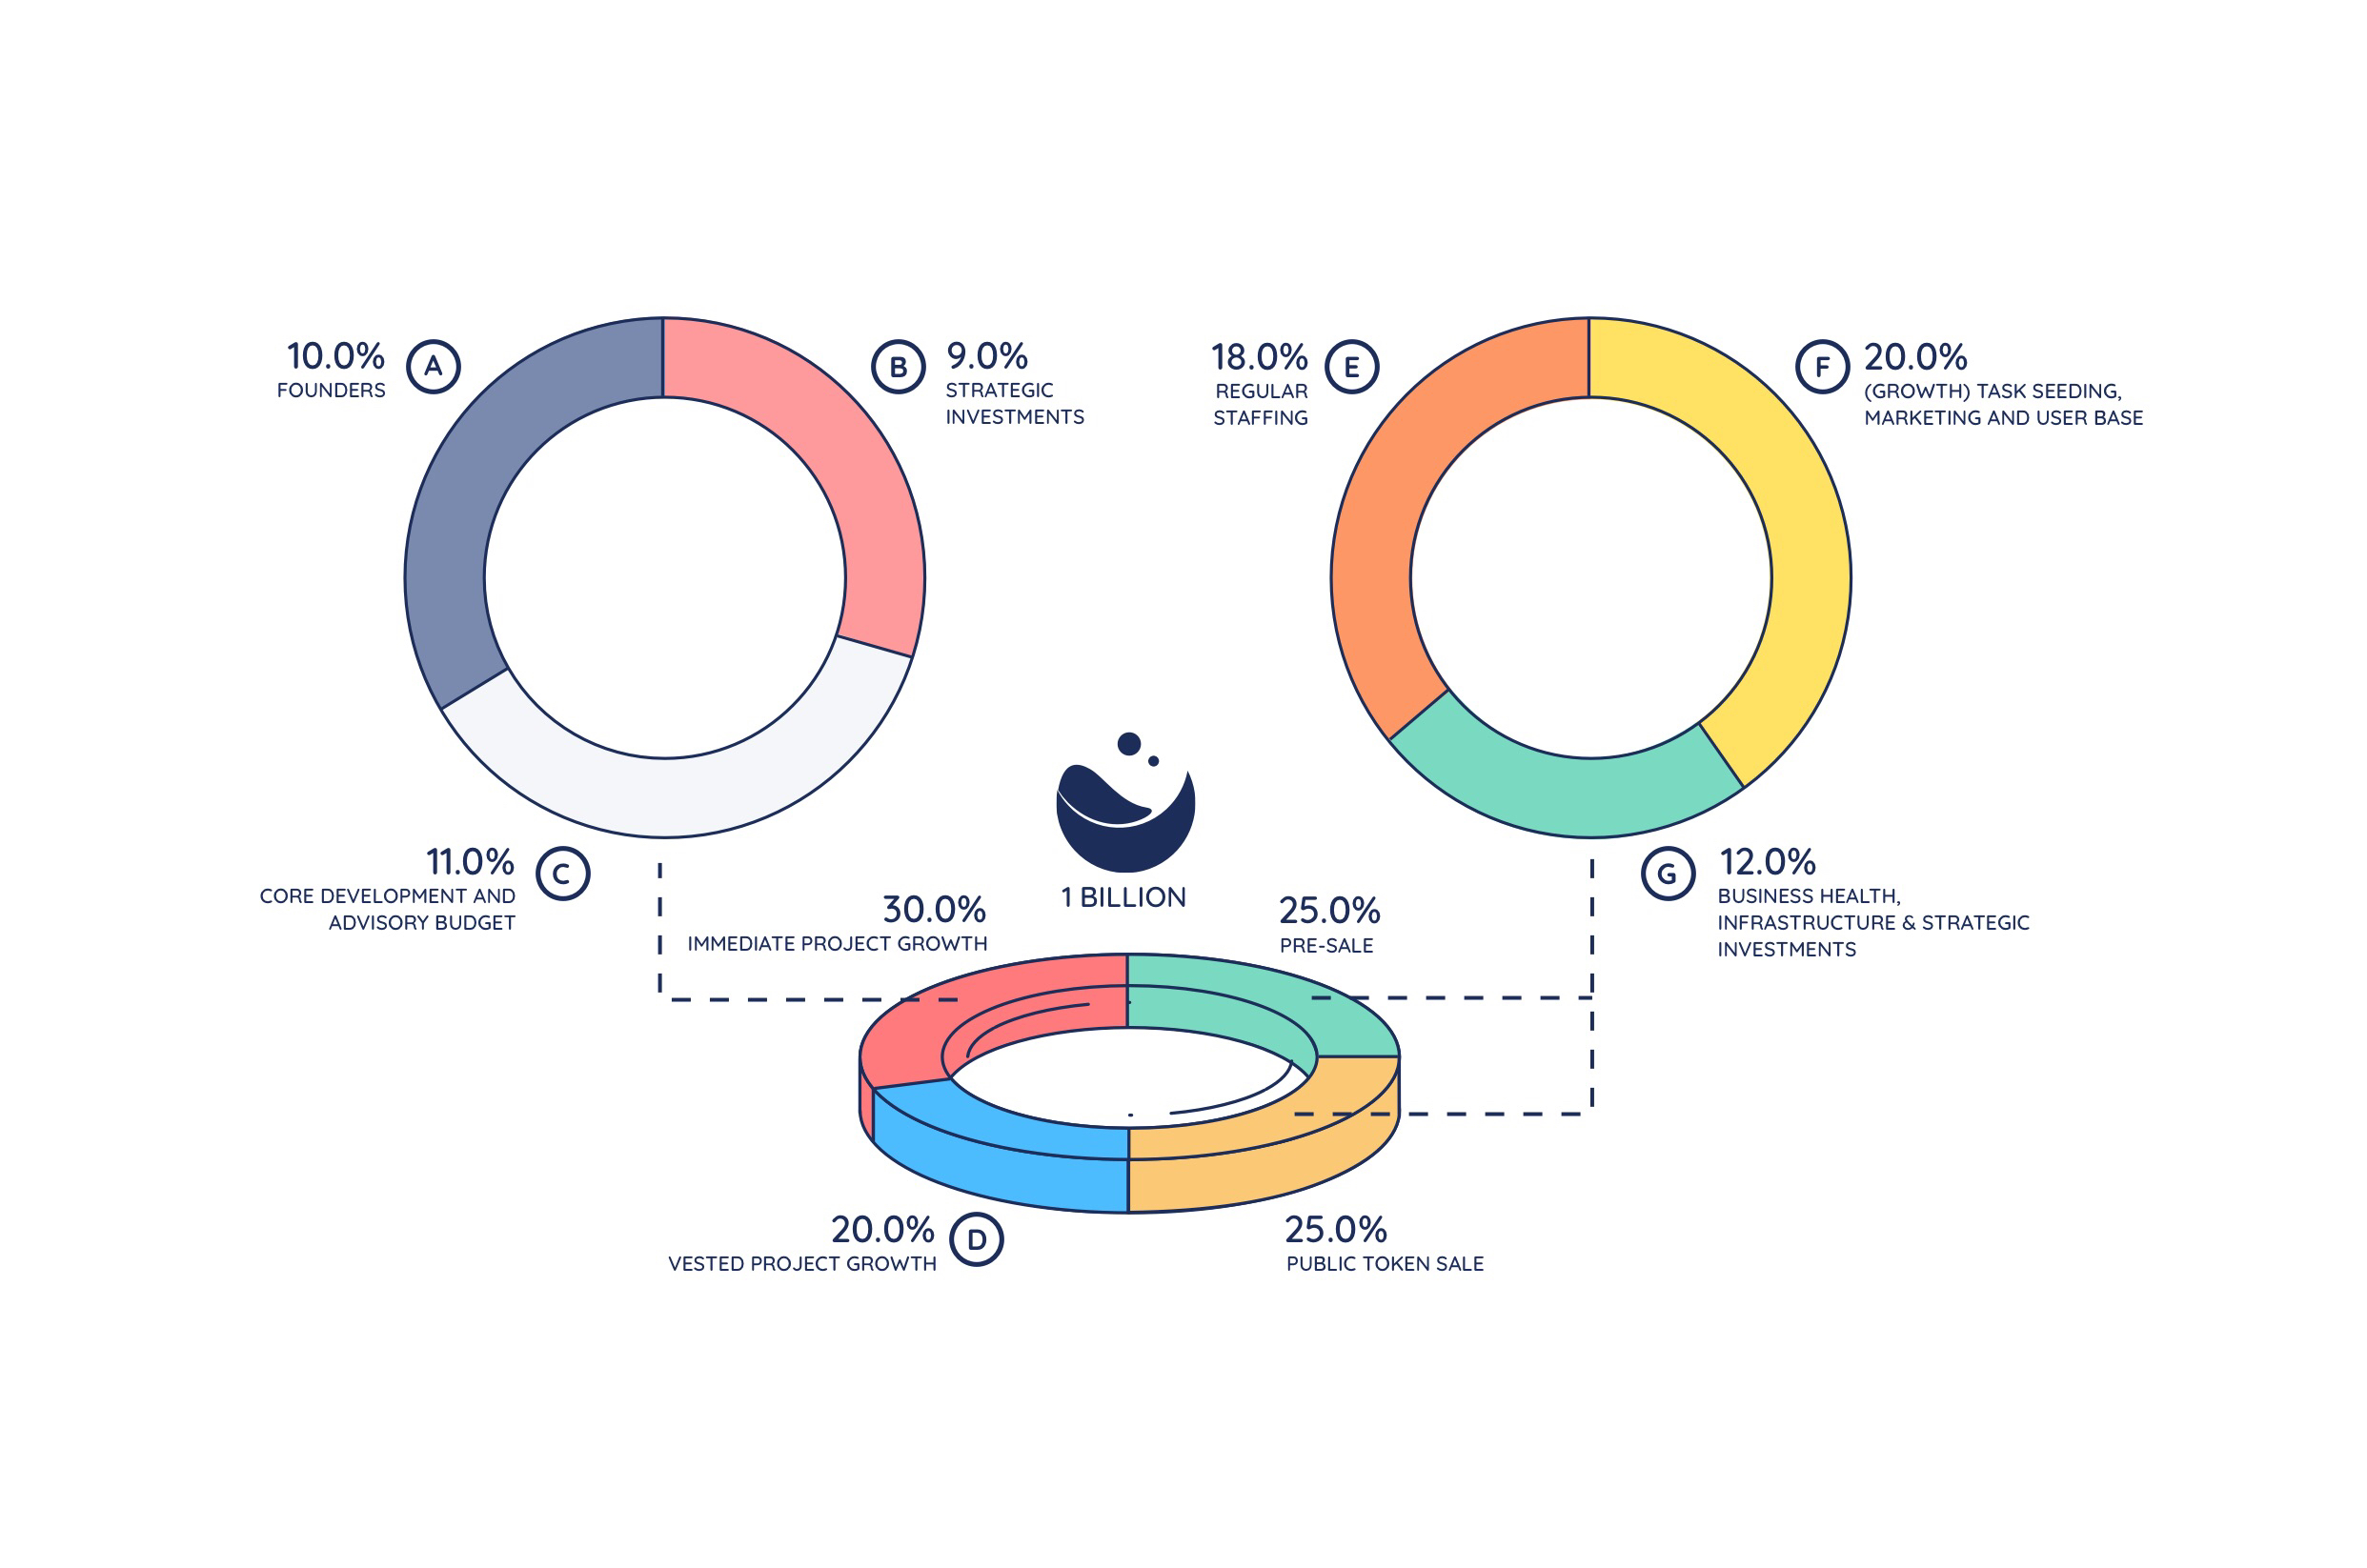 10.0%
FOUNDERS
A
B
9.0%
STRATEGIC
INVESTMENTS
18.0%
REGULAR
STAFFING
E
F
20.0%
(GROWTH) TASK SEEDING,
MARKETING AND USER BASE
11.0%
CORE DEVELOPMENT AND
ADVISORY BUDGET
C
G
12.0%
BUSINESS HEALTH,
INFRASTRUCTURE & STRATEGIC
INVESTMENTS
1 BILLION
30.0%
IMMEDIATE PROJECT GROWTH
25.0%
PRE-SALE
20.0%
VESTED PROJECT GROWTH
D
25.0%
PUBLIC TOKEN SALE